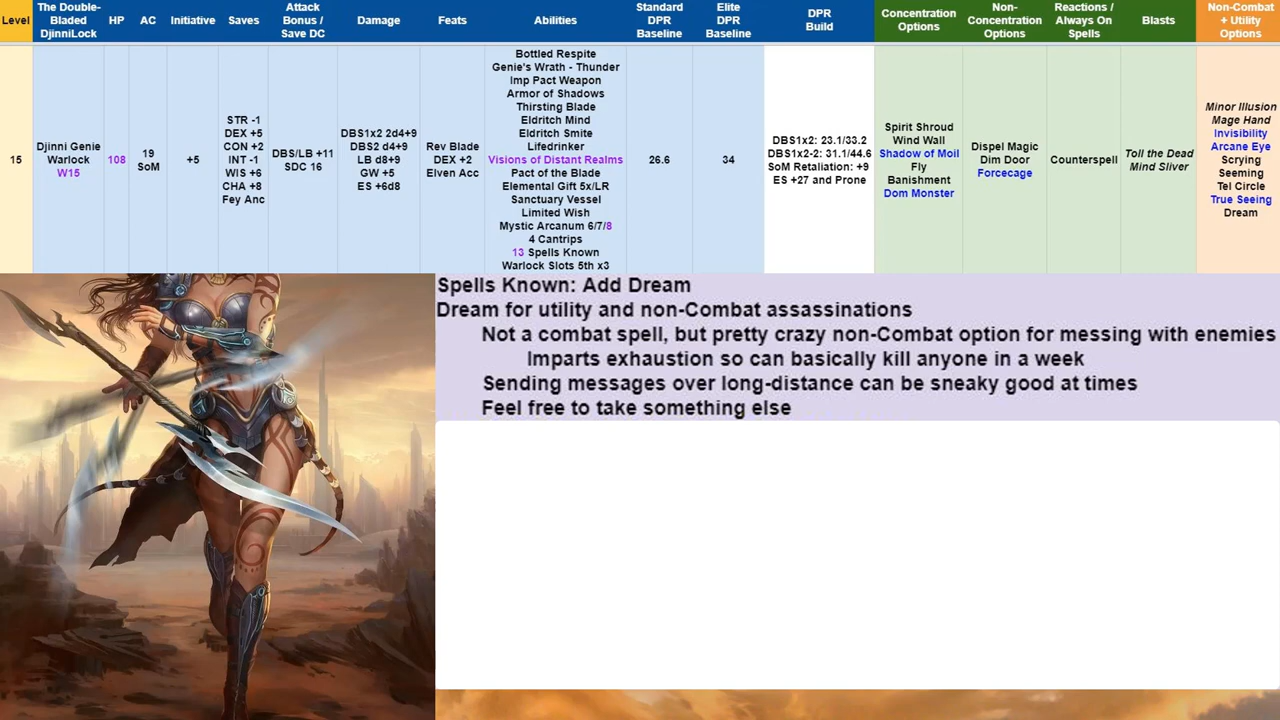 Level
The Double-
Bladed
DjinniLock
HP
AC
Initiative
Saves
Attack
Bonus /
Save DC
Damage
Feats
Abilities
Standard
DPR
Baseline
Elite
DPR
Baseline
DPR
Build
Concentration
Options
Non-
Concentration
Options
Reactions /
Always On
Spells
Blasts
Non-Combat
+ Utility
Options
15
Djinni Genie
Warlock
W15
108
19
SoM
+5
STR -1
DEX +5
CON +2
INT -1
WIS +6
CHA +8
Fey Anc
DBS/LB +11
SDC 16
DBS1x2 2d4+9
DBS2 d4+9
LB d8+9
GW +5
ES +6d8
Rev Blade
DEX +2
Elven Acc
Bottled Respite
Genie's Wrath - Thunder
Imp Pact Weapon
Armor of Shadows
Thirsting Blade
Eldritch Mind
Eldritch Smite
Lifedrinker
Visions of Distant Realms
Pact of the Blade
Elemental Gift 5x/LR
Sanctuary Vessel
Limited Wish
Mystic Arcanum 6/7/8
4 Cantrips
13 Spells Known
Warlock Slots 5th x3
26.6
34
DBS1x2: 23.1/33.2
DBS1x2-2: 31.1/44.6
SoM Retaliation: +9
ES +27 and Prone
Spirit Shroud
Wind Wall
Shadow of Moil
Fly
Banishment
Dom Monster
Dispel Magic
Dim Door
Forcecage
Counterspell
Toll the Dead
Mind Sliver
Minor Illusion
Mage Hand
Invisibility
Arcane Eye
Scrying
Seeming
Tel Circle
True Seeing
Dream
Spells Known: Add Dream
Dream for utility and non-Combat assassinations
Not a combat spell, but pretty crazy non-Combat option for messing with enemies
Imparts exhaustion so can basically kill anyone in a week
Sending messages over long-distance can be sneaky good at times
Feel free to take something else